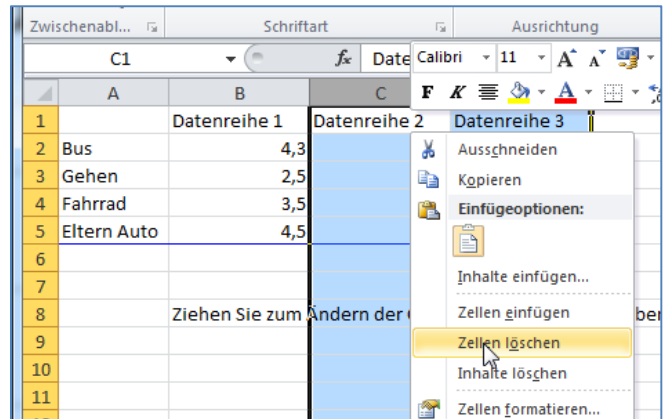 Zwischenabl... Schriftart Ausrichtung
C1 fx Date Calibri 11 A A
F K A
A B C
1 Datenreihe 1 Datenreihe 2 Datenreihe 3
2 Bus 4,3 Ausschneiden
3 Gehen 2,5 Kopieren
4 Fahrrad 3,5 Einfügeoptionen:
5 Eltern Auto 4,5
6 Inhalte einfügen...
7
8 Ziehen Sie zum Ändern der Zellen einfügen ber
9 Zellen löschen
10 Inhalte löschen
11 Zellen formatieren...